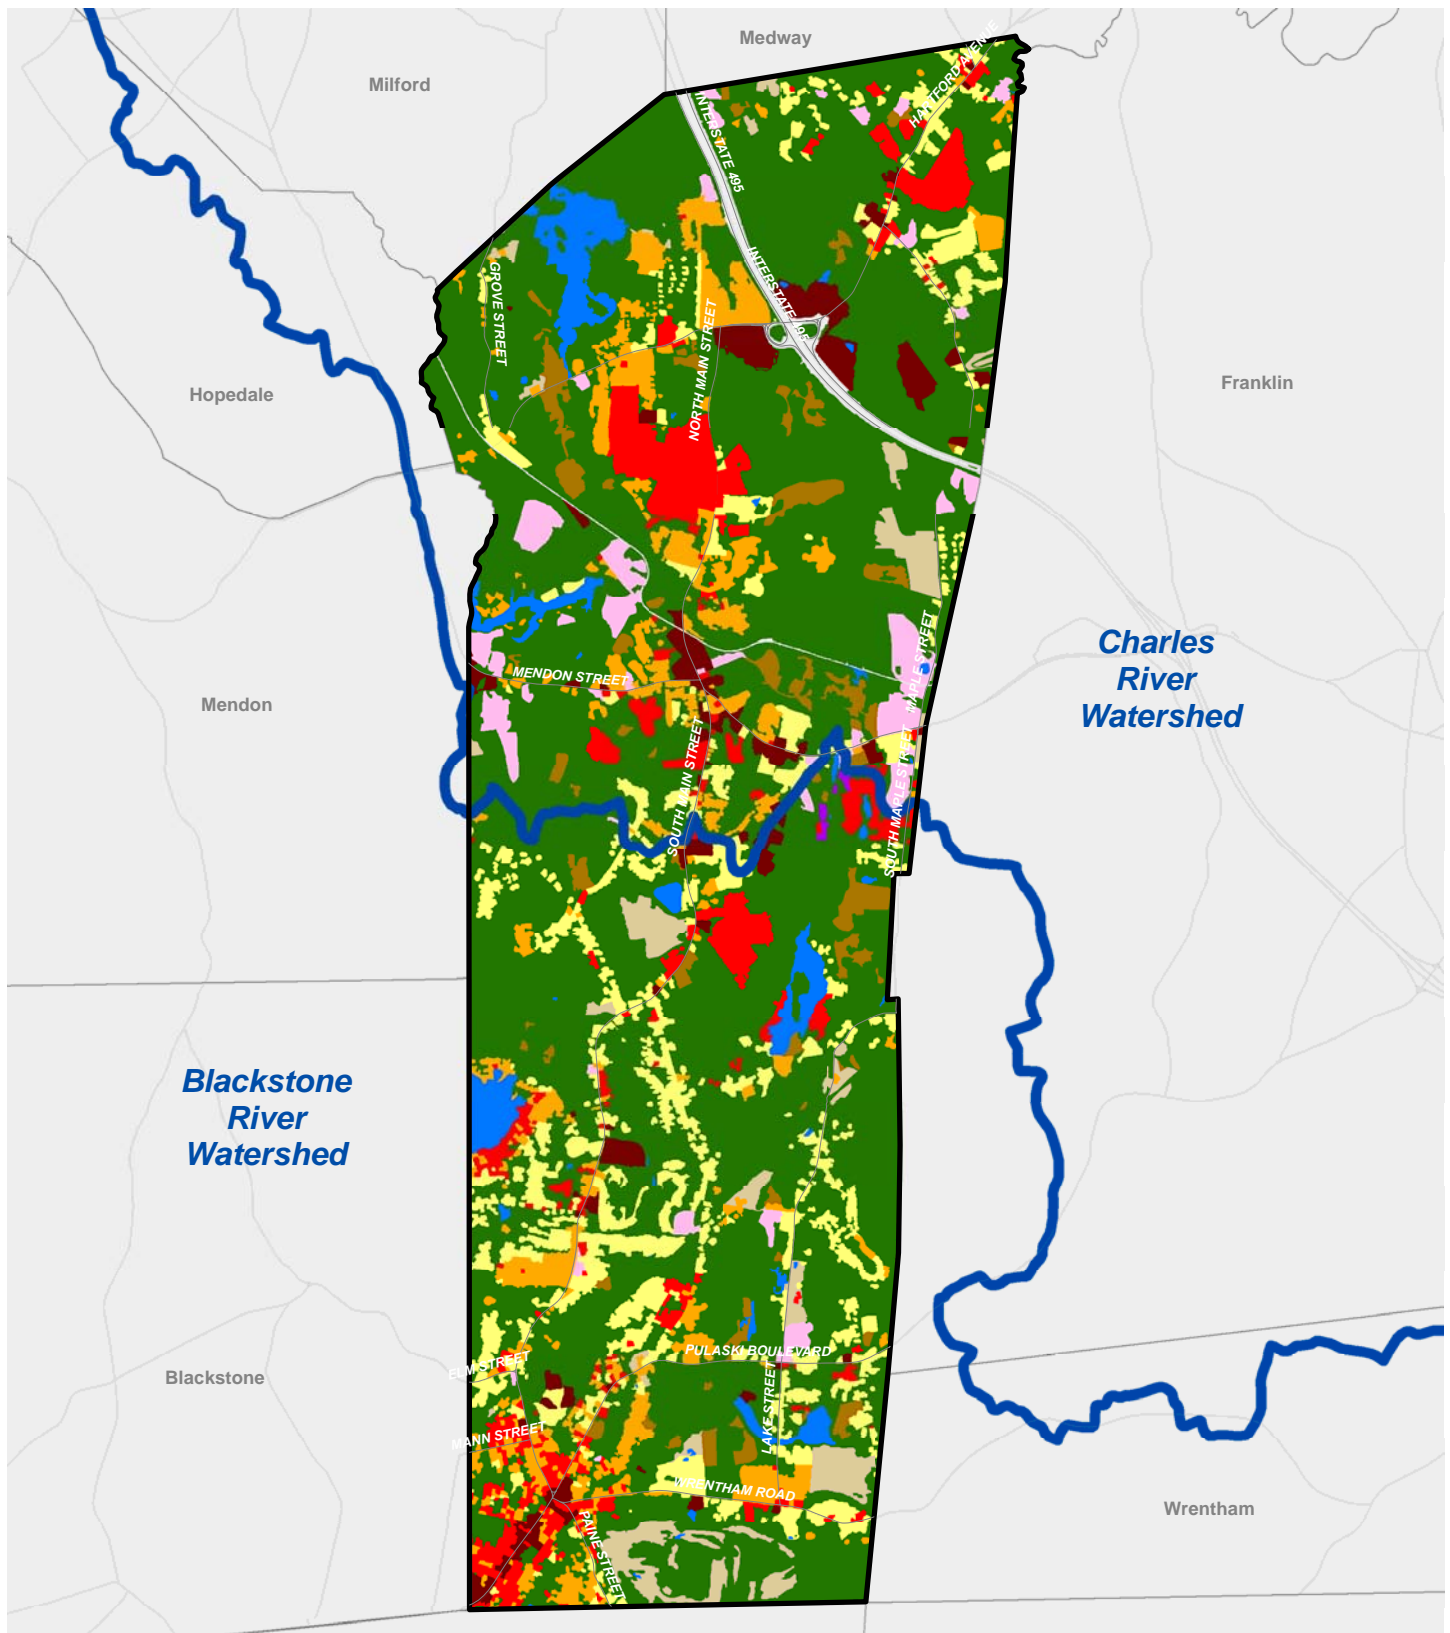 Medway
HARTFORD AVENUE
Milford
INTERSTATE 495
GROVE STREET
INTERSTATE 495
NORTH MAIN STREET
Hopedale
Franklin
Charles
River
Watershed
MAPLE STREET
MENDON STREET
Mendon
SOUTH MAIN STREET
SOUTH MAPLE STREET
Blackstone
River
Watershed
PULASKI BOULEVARD
ELM STREET
Blackstone
LAKE STREET
MANN STREET
WRENTHAM ROAD
Wrentham
PAINE STREET